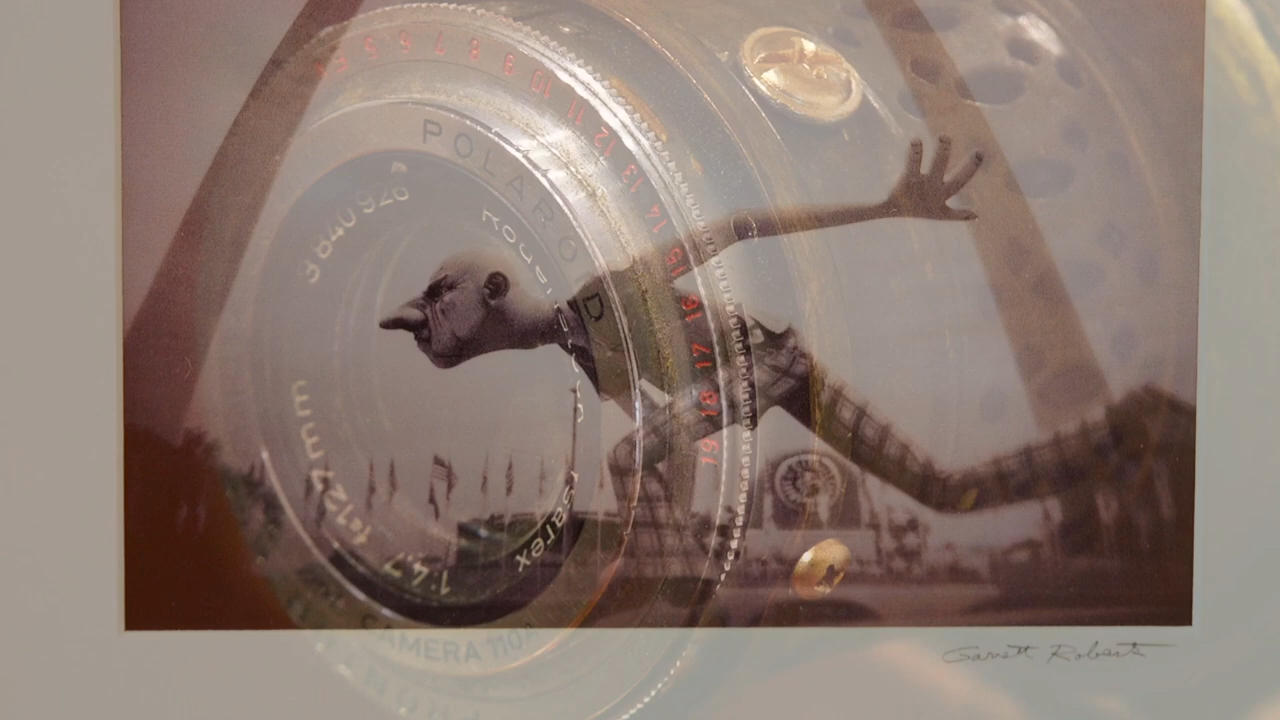 4 5 6 7 8 9 10 11 12 13 14 15 16 17 18 19
POLAROID
3840926
Rodenstock
Ysarex
f=127mm
1:4,7
CAMERA 110A
Garrett Roberts